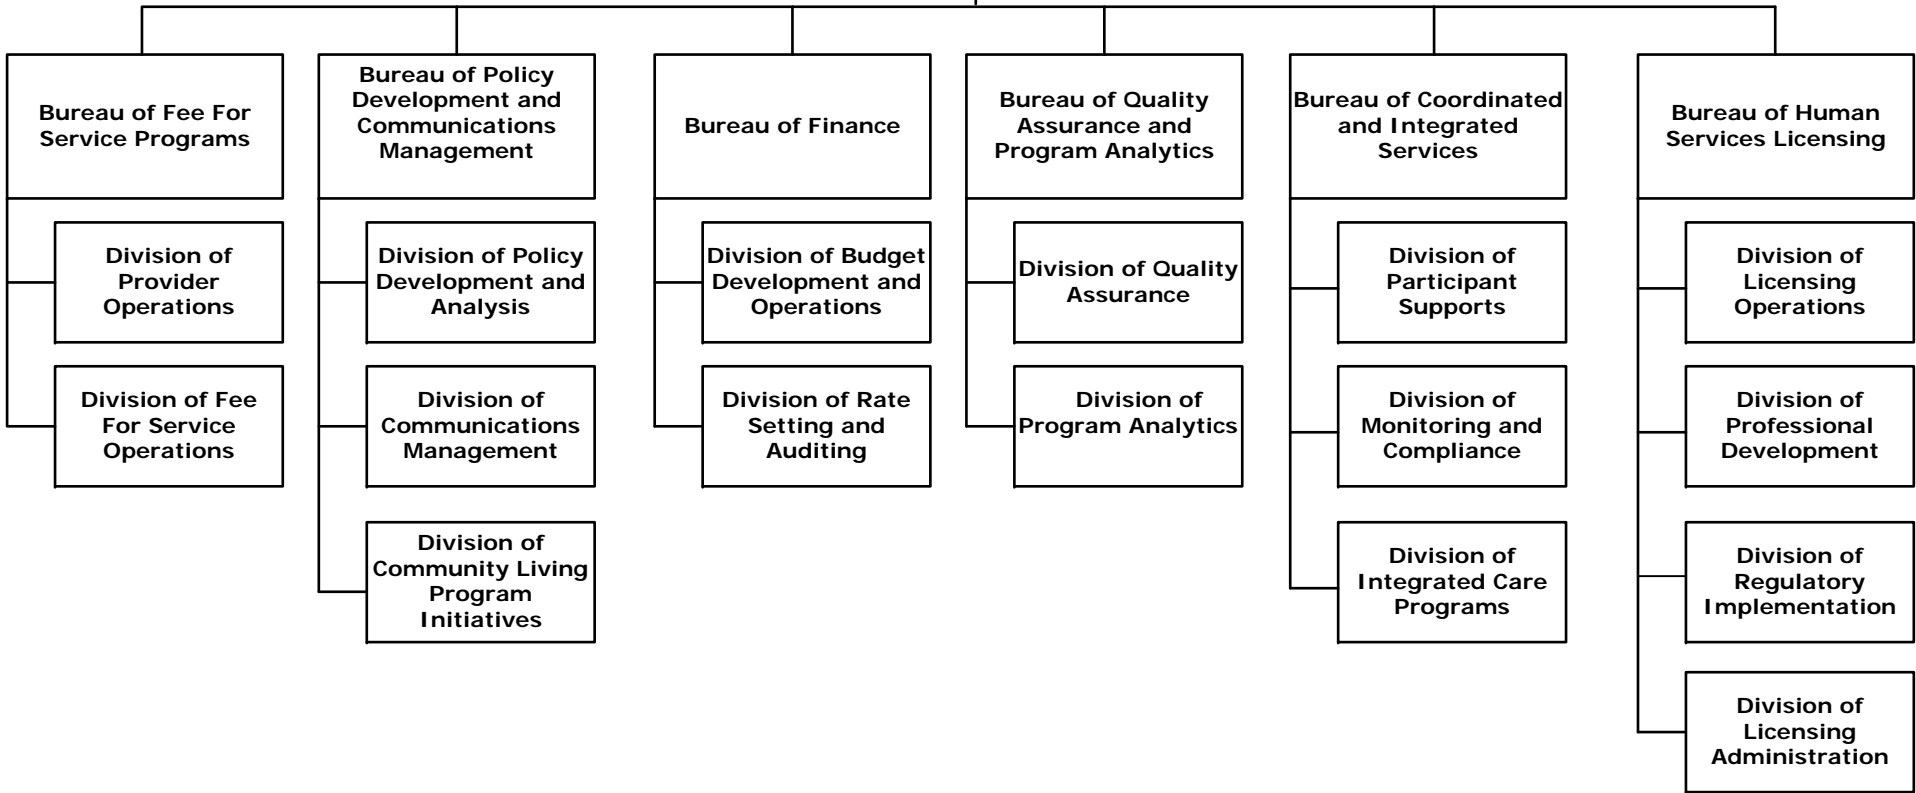 Bureau of Fee For
Service Programs
Bureau of Policy
Development and
Communications
Management
Bureau of Finance
Bureau of Quality
Assurance and
Program Analytics
Bureau of Coordinated
and Integrated
Services
Bureau of Human
Services Licensing
Division of
Provider
Operations
Division of Policy
Development and
Analysis
Division of Budget
Development and
Operations
Division of Quality
Assurance
Division of
Participant
Supports
Division of
Licensing
Operations
Division of Fee
For Service
Operations
Division of
Communications
Management
Division of Rate
Setting and
Auditing
Division of
Program Analytics
Division of
Monitoring and
Compliance
Division of
Professional
Development
Division of
Community Living
Program
Initiatives
Division of
Integrated Care
Programs
Division of
Regulatory
Implementation
Division of
Licensing
Administration